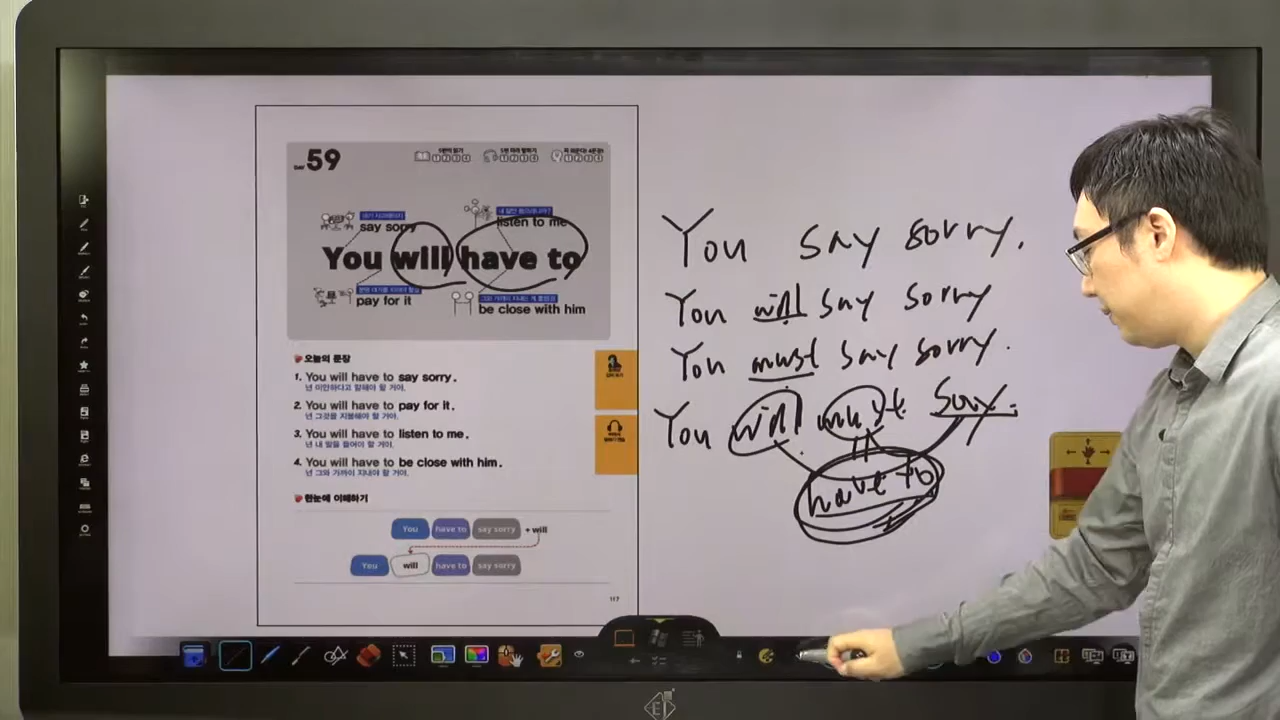 DAY 59
say sorry
listen to me
You will have to
pay for it
be close with him
오늘의 문장
1. You will have to say sorry.
넌 미안하다고 말해야 할 거야.
2. You will have to pay for it.
넌 그것을 지불해야 할 거야.
3. You will have to listen to me.
넌 내 말을 들어야 할 거야.
4. You will have to be close with him.
넌 그와 가까이 지내야 할 거야.
한눈에 이해하기
You have to say sorry + will
You will have to say sorry
117
You say sorry.
You will say sorry
You must say sorry.
You will must say.
have to